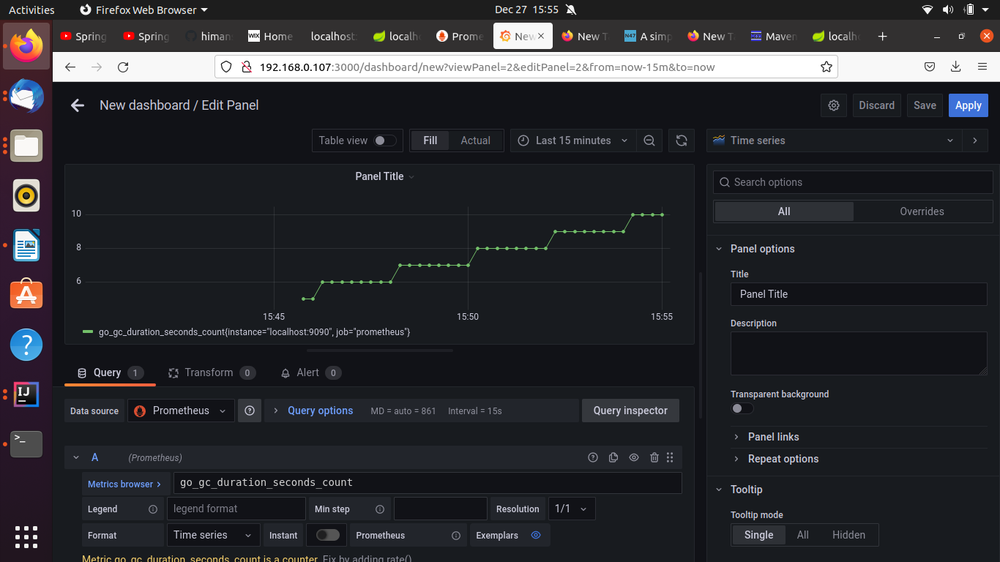 Activities
Firefox Web Browser
Dec 27 15:55
Spring
Spring
himan
WIX Home
localhost:
localh
Prome
New
New T
N47 A simp
New T
Maven
localh
192.168.0.107:3000/dashboard/new?viewPanel=2&editPanel=2&from=now-15m&to=now
New dashboard / Edit Panel
Discard
Save
Apply
Table view
Fill
Actual
Last 15 minutes
Time series
Panel Title
10
8
6
15:45
15:50
15:55
go_gc_duration_seconds_count{instance="localhost:9090", job="prometheus"}
Query 1
Transform 0
Alert 0
Data source
Prometheus
Query options
MD = auto = 861
Interval = 15s
Query inspector
A
(Prometheus)
Metrics browser >
go_gc_duration_seconds_count
Legend
legend format
Min step
Resolution
1/1
Format
Time series
Instant
Prometheus
Exemplars
Metric go_gc_duration_seconds_count is a counter. Fix by adding rate()
Search options
All
Overrides
Panel options
Title
Panel Title
Description
Transparent background
Panel links
Repeat options
Tooltip
Tooltip mode
Single
All
Hidden